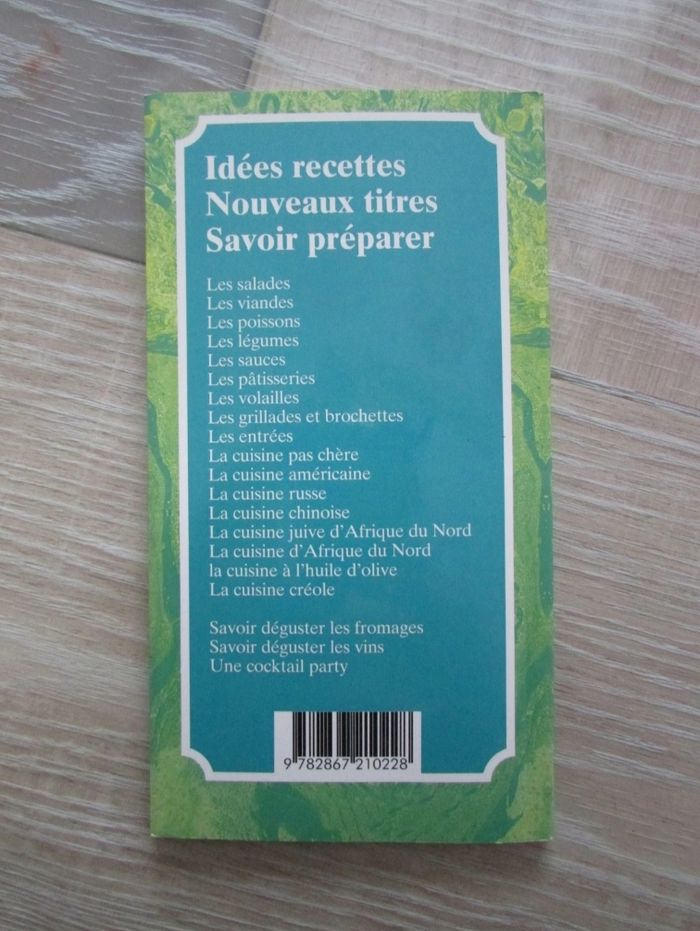 Idées recettes
Nouveaux titres
Savoir préparer
Les salades
Les viandes
Les poissons
Les légumes
Les sauces
Les pâtisseries
Les volailles
Les grillades et brochettes
Les entrées
La cuisine pas chère
La cuisine américaine
La cuisine russe
La cuisine chinoise
La cuisine juive d'Afrique du Nord
La cuisine d'Afrique du Nord
la cuisine à l'huile d'olive
La cuisine créole
Savoir déguster les fromages
Savoir déguster les vins
Une cocktail party
9 782867 210228